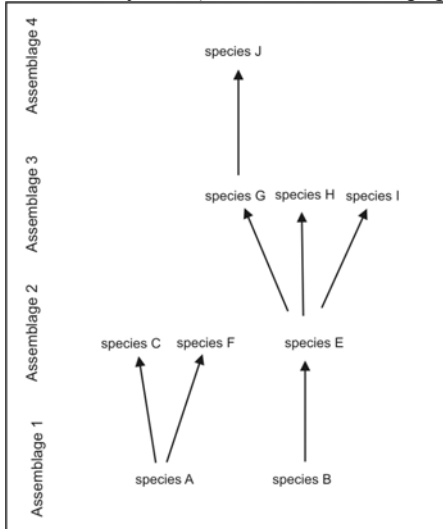 Assemblage 4
species J
Assemblage 3
species G species H species I
Assemblage 2
species C species F species E
Assemblage 1
species A species B